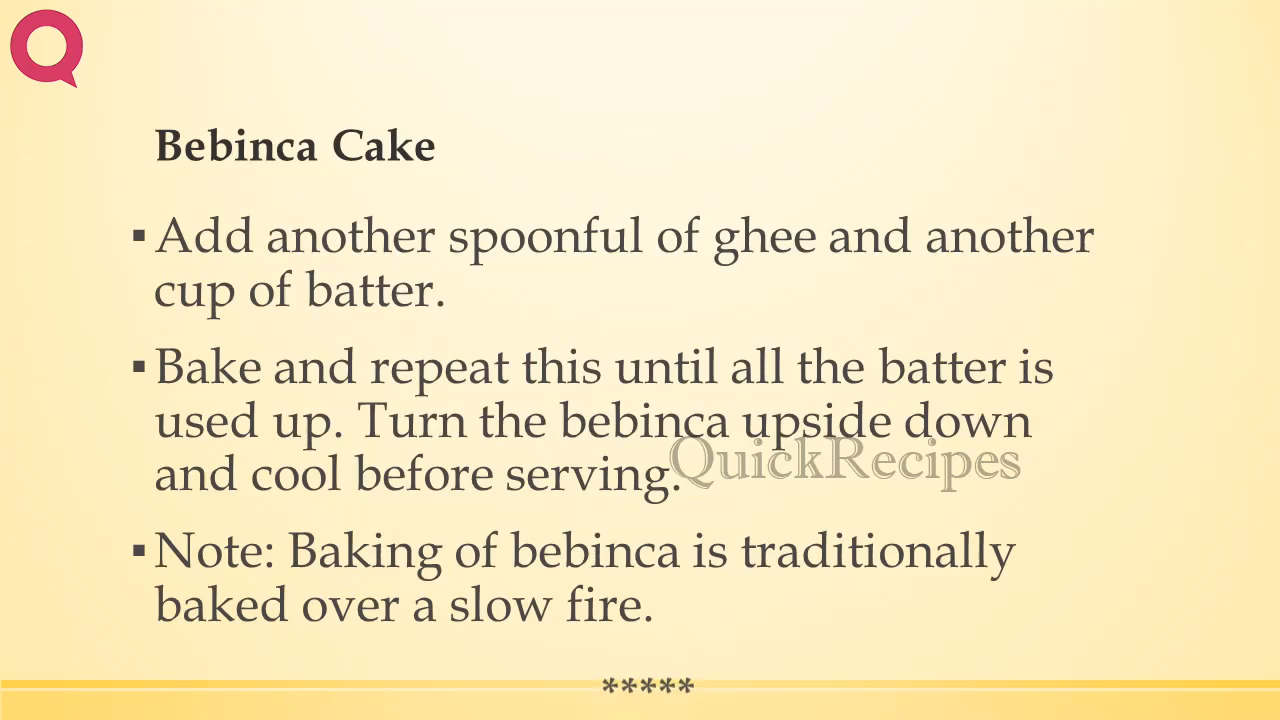 Bebinca Cake
▪ Add another spoonful of ghee and another
cup of batter.
▪ Bake and repeat this until all the batter is
used up. Turn the bebinca upside down
and cool before serving.
QuickRecipes
▪ Note: Baking of bebinca is traditionally
baked over a slow fire.
*****